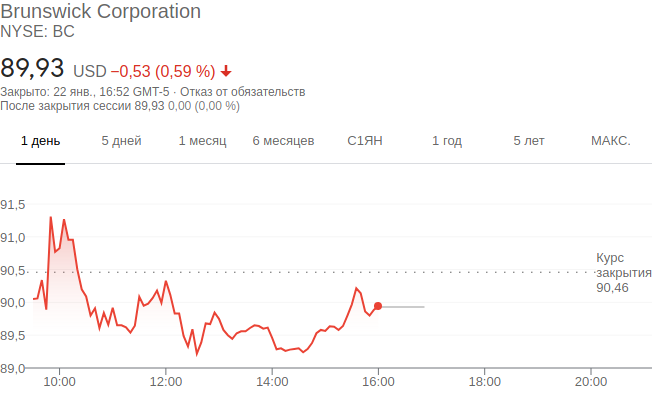 Brunswick Corporation
NYSE: BC
89,93 USD −0,53 (0,59 %)
Закрыто: 22 янв., 16:52 GMT-5 · Отказ от обязательств
После закрытия сессии 89,93 0,00 (0,00 %)
1 день 5 дней 1 месяц 6 месяцев С1ЯН 1 год 5 лет МАКС.
91,5
91,0
90,5
90,0
89,5
89,0
Курс
закрытия
90,46
10:00 12:00 14:00 16:00 18:00 20:00